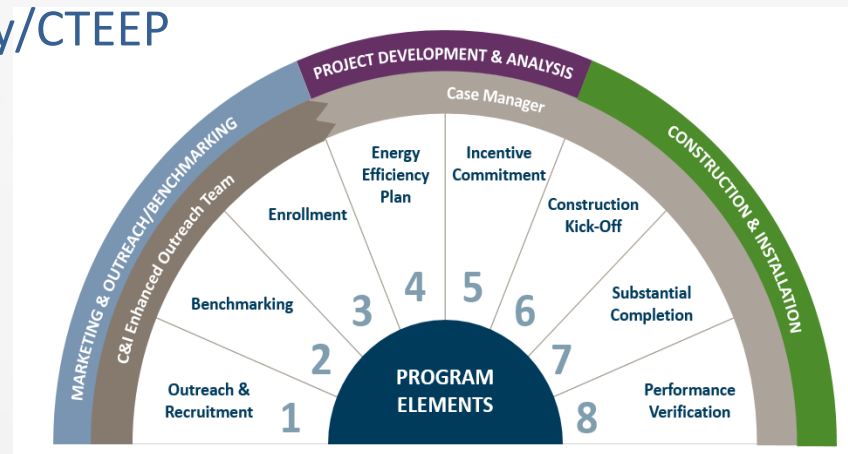 y/CTEEP
PROJECT DEVELOPMENT & ANALYSIS
Case Manager
MARKETING & OUTREACH/BENCHMARKING
C&I Enhanced Outreach Team
CONSTRUCTION & INSTALLATION
Outreach &
Recruitment
1
Benchmarking
2
Enrollment
3
Energy
Efficiency
Plan
4
Incentive
Commitment
5
Construction
Kick-Off
6
Substantial
Completion
7
Performance
Verification
8
PROGRAM
ELEMENTS